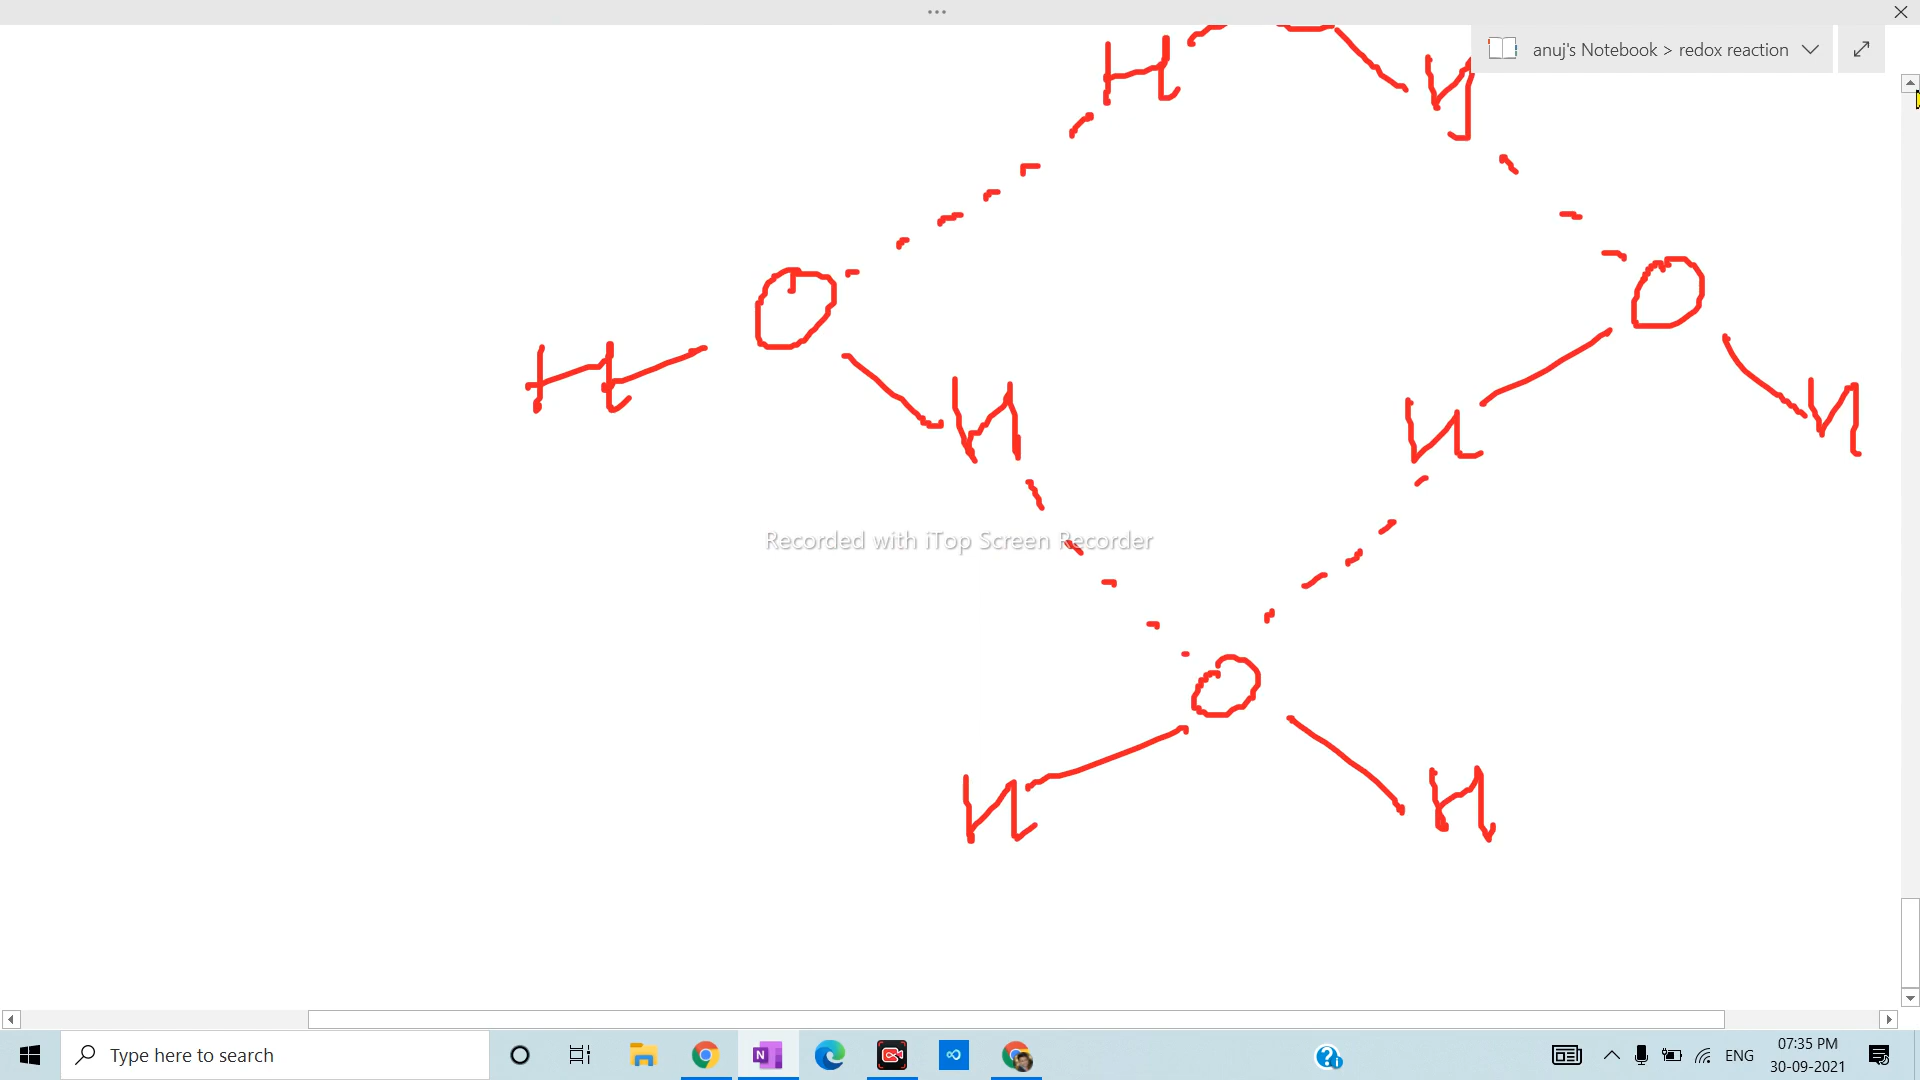 anuj's Notebook > redox reaction
H H
O O
H H H H
Recorded with iTop Screen Recorder
O
H H
Type here to search
ENG
07:35 PM
30-09-2021